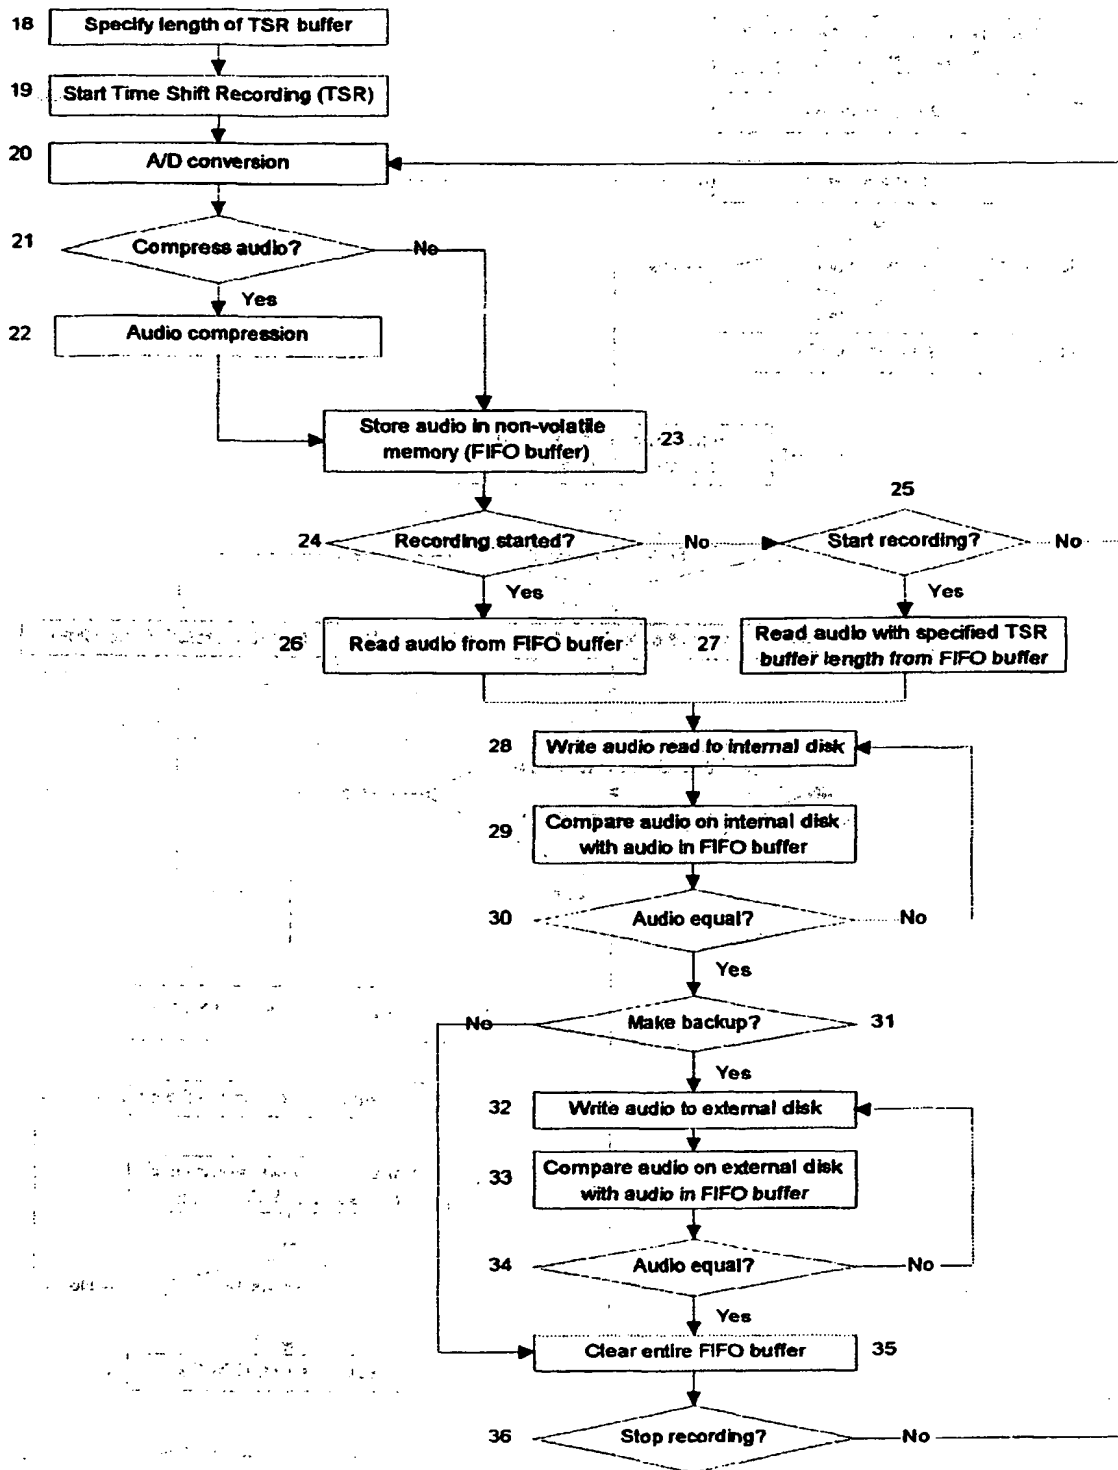 18 Specify length of TSR buffer
19 Start Time Shift Recording (TSR)
20 A/D conversion
21 Compress audio? No
Yes
22 Audio compression
Store audio in non-volatile
memory (FIFO buffer) 23
25
24 Recording started? No Start recording? No
Yes Yes
26 Read audio from FIFO buffer
27 Read audio with specified TSR
buffer length from FIFO buffer
28 Write audio read to internal disk
29 Compare audio on internal disk
with audio in FIFO buffer
30 Audio equal? No
Yes
No Make backup? 31
Yes
32 Write audio to external disk
33 Compare audio on external disk
with audio in FIFO buffer
34 Audio equal? No
Yes
Clear entire FIFO buffer 35
36 Stop recording? No